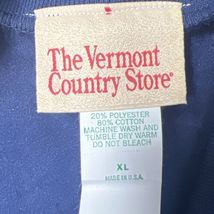 The Vermont
Country Store®
20% POLYESTER
80% COTTON
MACHINE WASH AND
TUMBLE DRY WARM
DO NOT BLEACH
XL
MADE IN U.S.A.